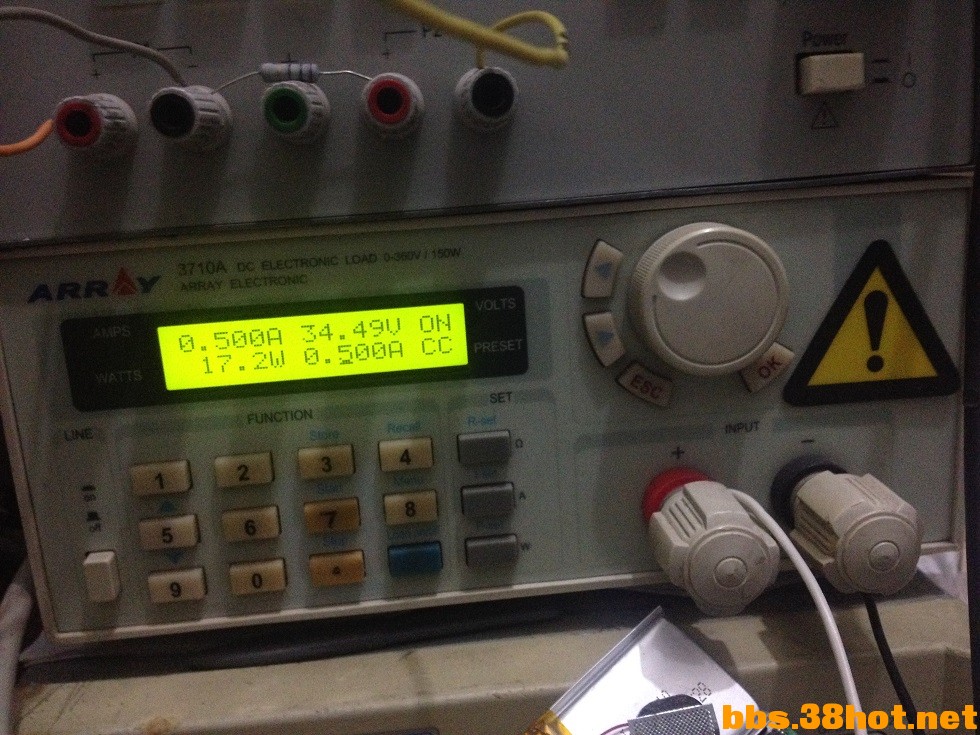 P2
Power
ARRAY
3710A DC ELECTRONIC LOAD 0-360V / 150W
ARRAY ELECTRONIC
AMPS
VOLTS
0.500A 34.49V ON
17.2W 0.500A CC
WATTS
PRESET
ESC
OK
LINE
FUNCTION
SET
INPUT
on
off
Store
Recall
R-set
1
2
3
4
Ω
5
6
7
8
A
9
0
W
+
−
bbs.38hot.net